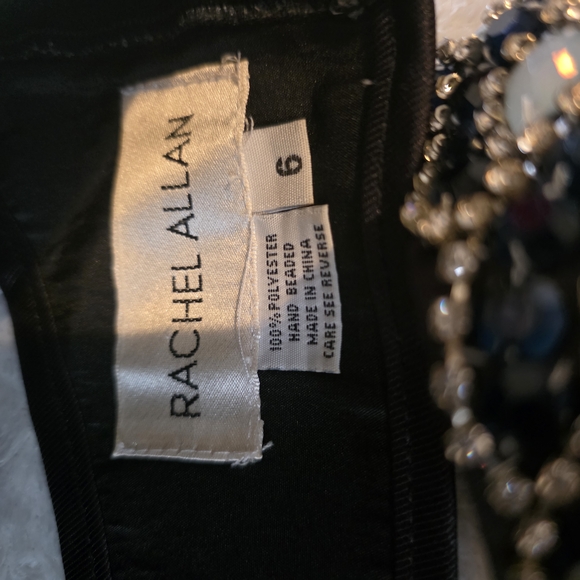 RACHEL ALLAN
6
100% POLYESTER
HAND BEADED
MADE IN CHINA
CARE SEE REVERSE